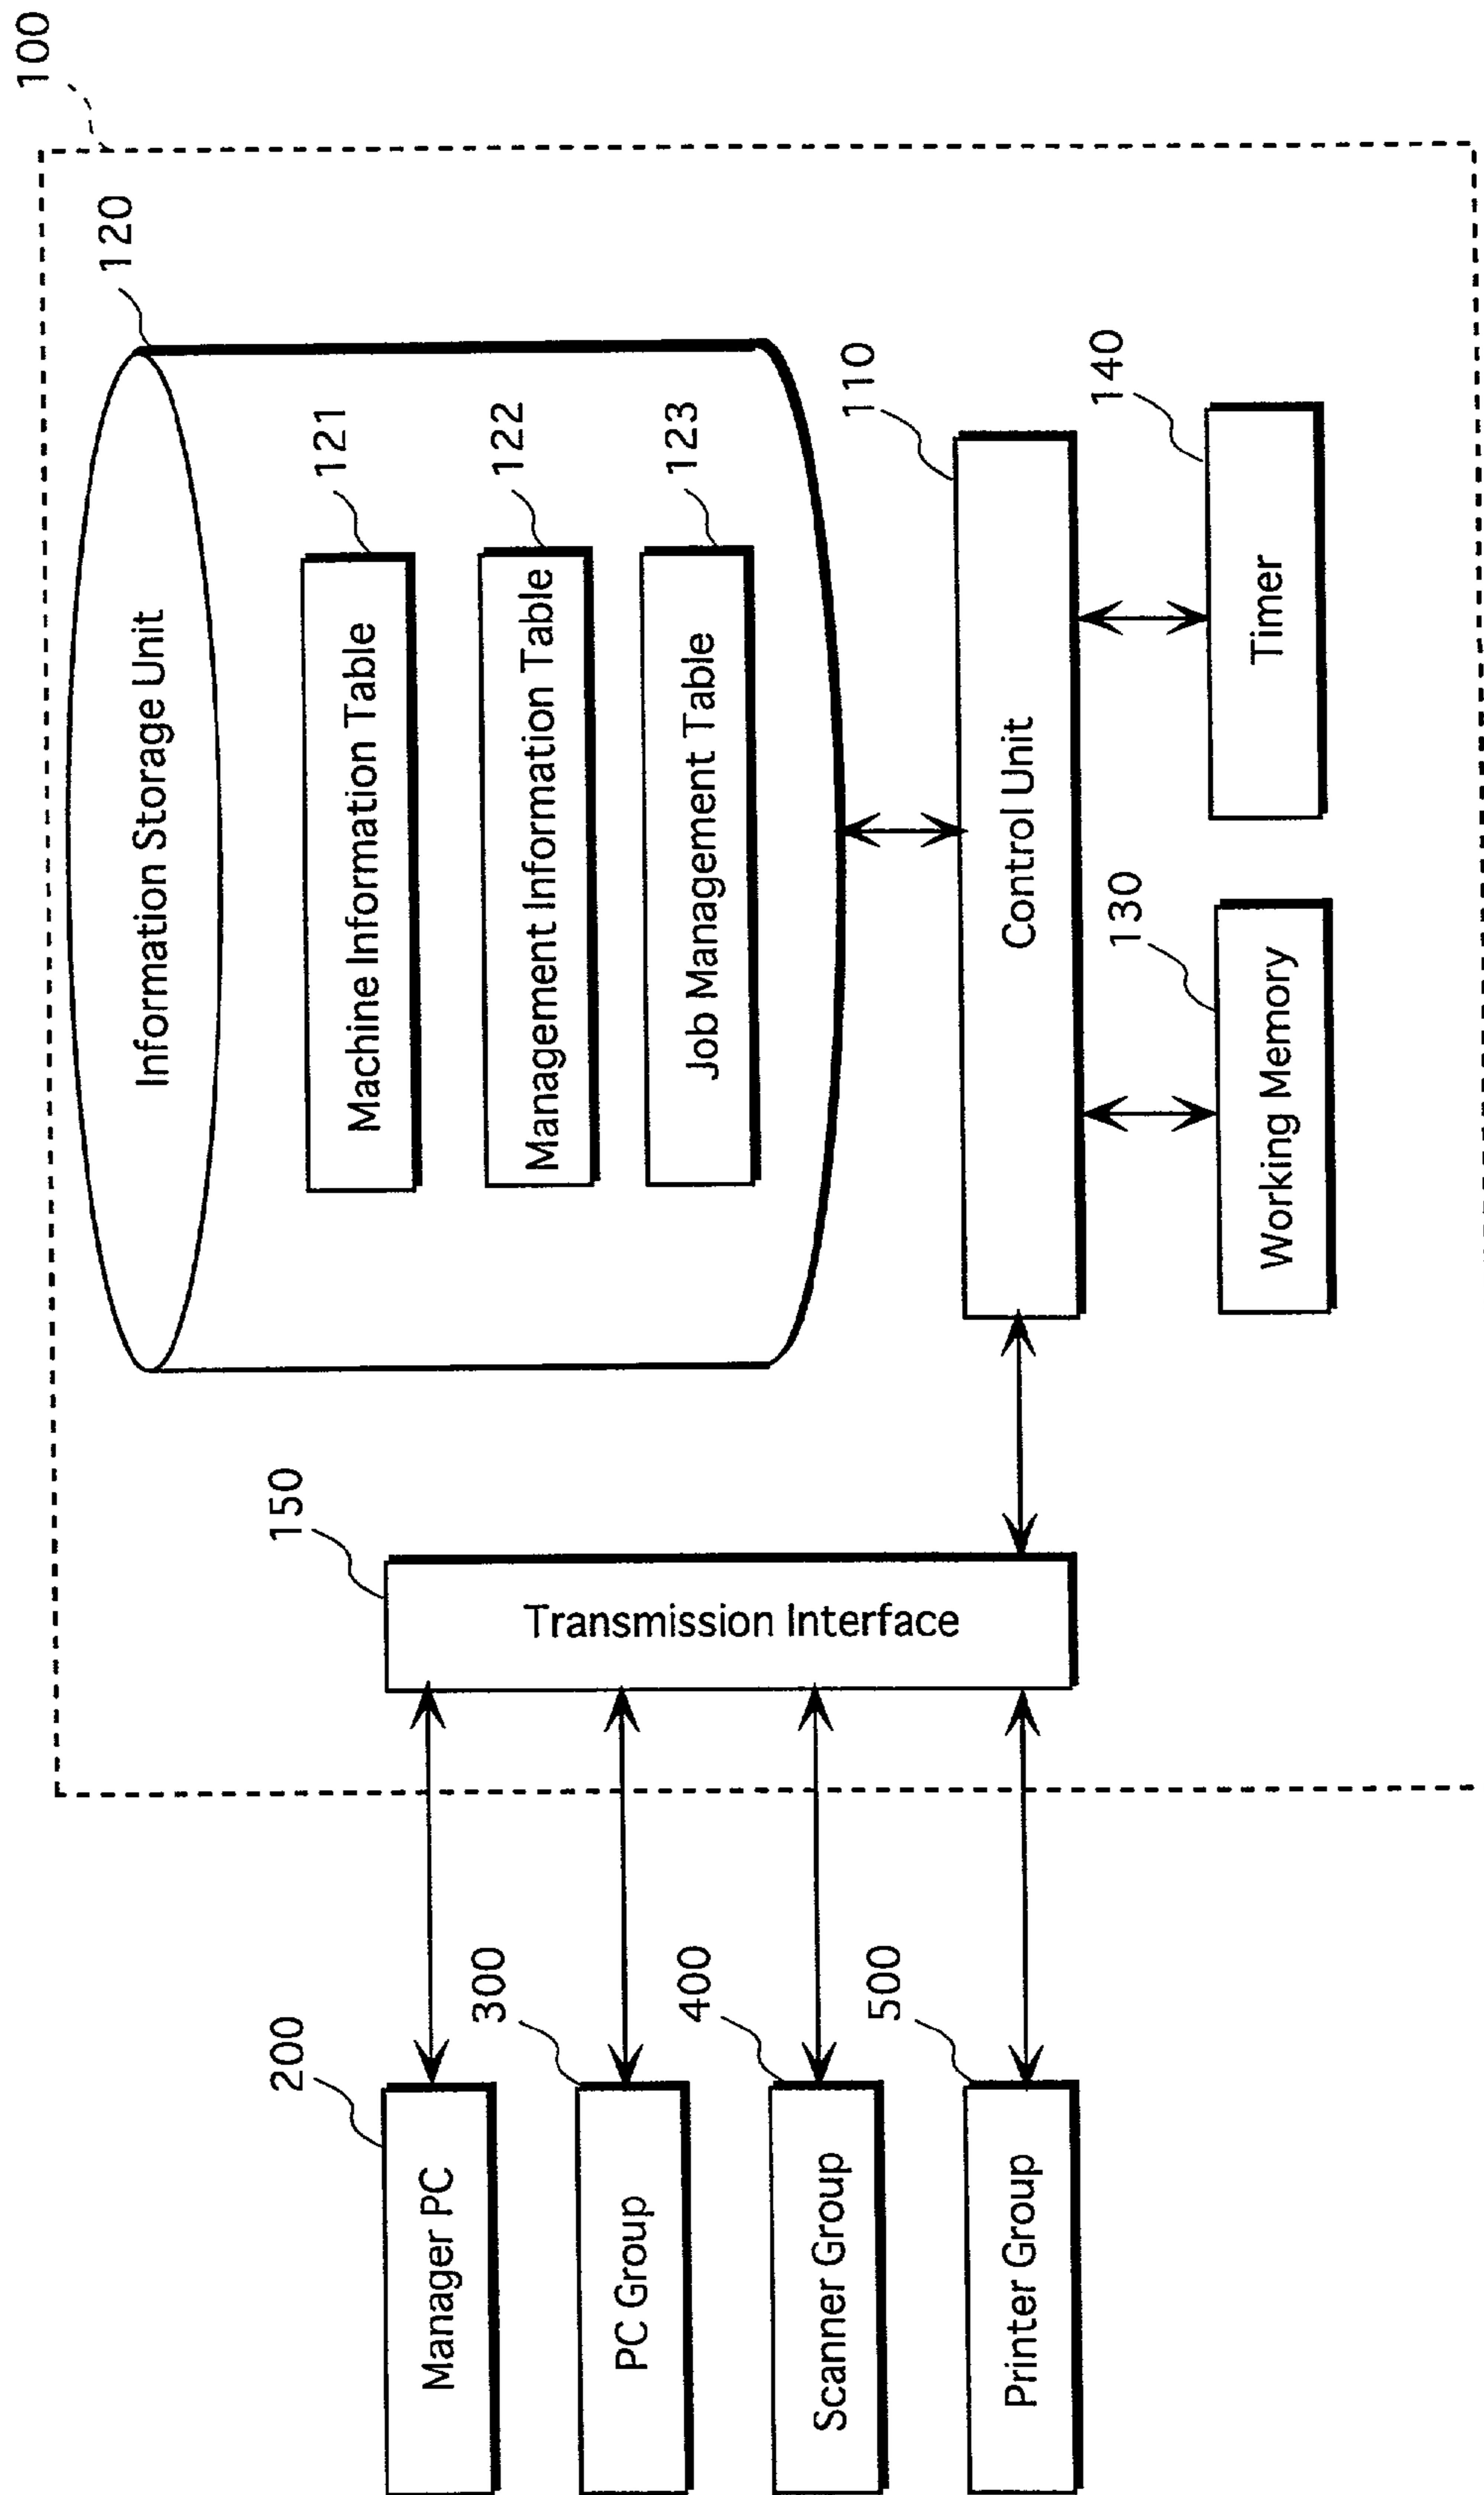 100
120
Information Storage Unit
121
Machine Information Table
122
Management Information Table
123
Job Management Table
110
Control Unit
140
Timer
130
Working Memory
150
Transmission Interface
200
Manager PC
300
PC Group
400
Scanner Group
500
Printer Group